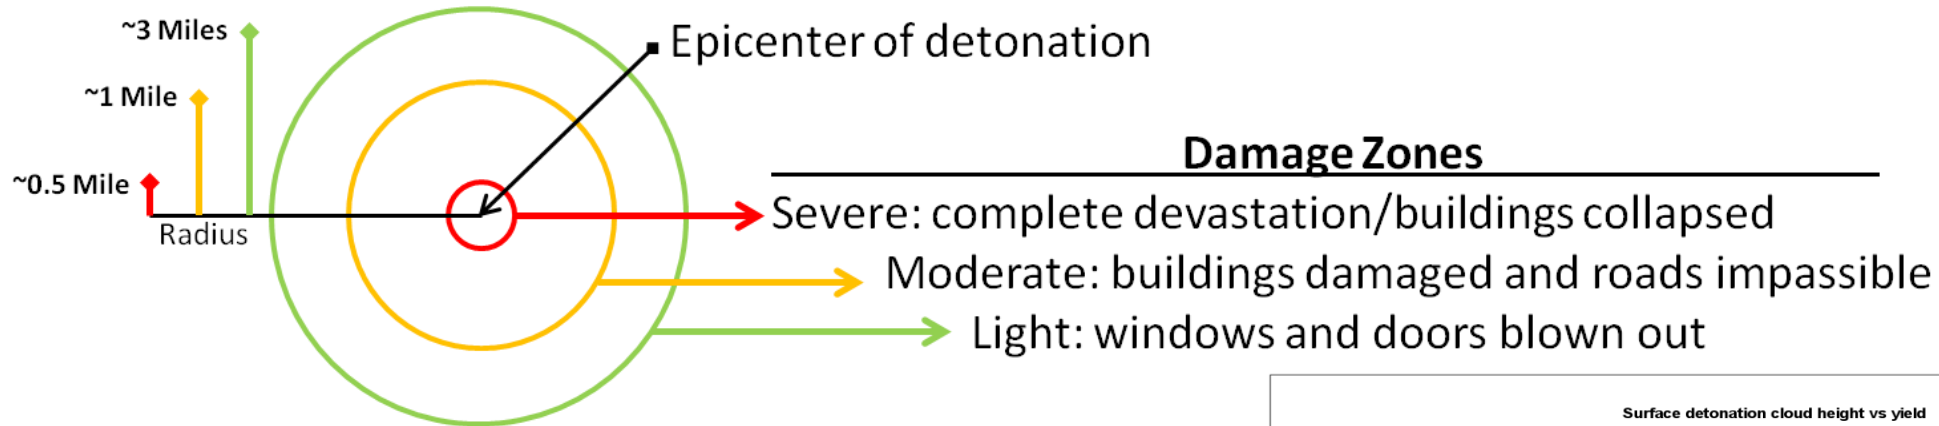 ~3 Miles
Epicenter of detonation
~1 Mile
Damage Zones
~0.5 Mile
Severe: complete devastation/buildings collapsed
Radius
Moderate: buildings damaged and roads impassible
Light: windows and doors blown out
Surface detonation cloud height vs yield